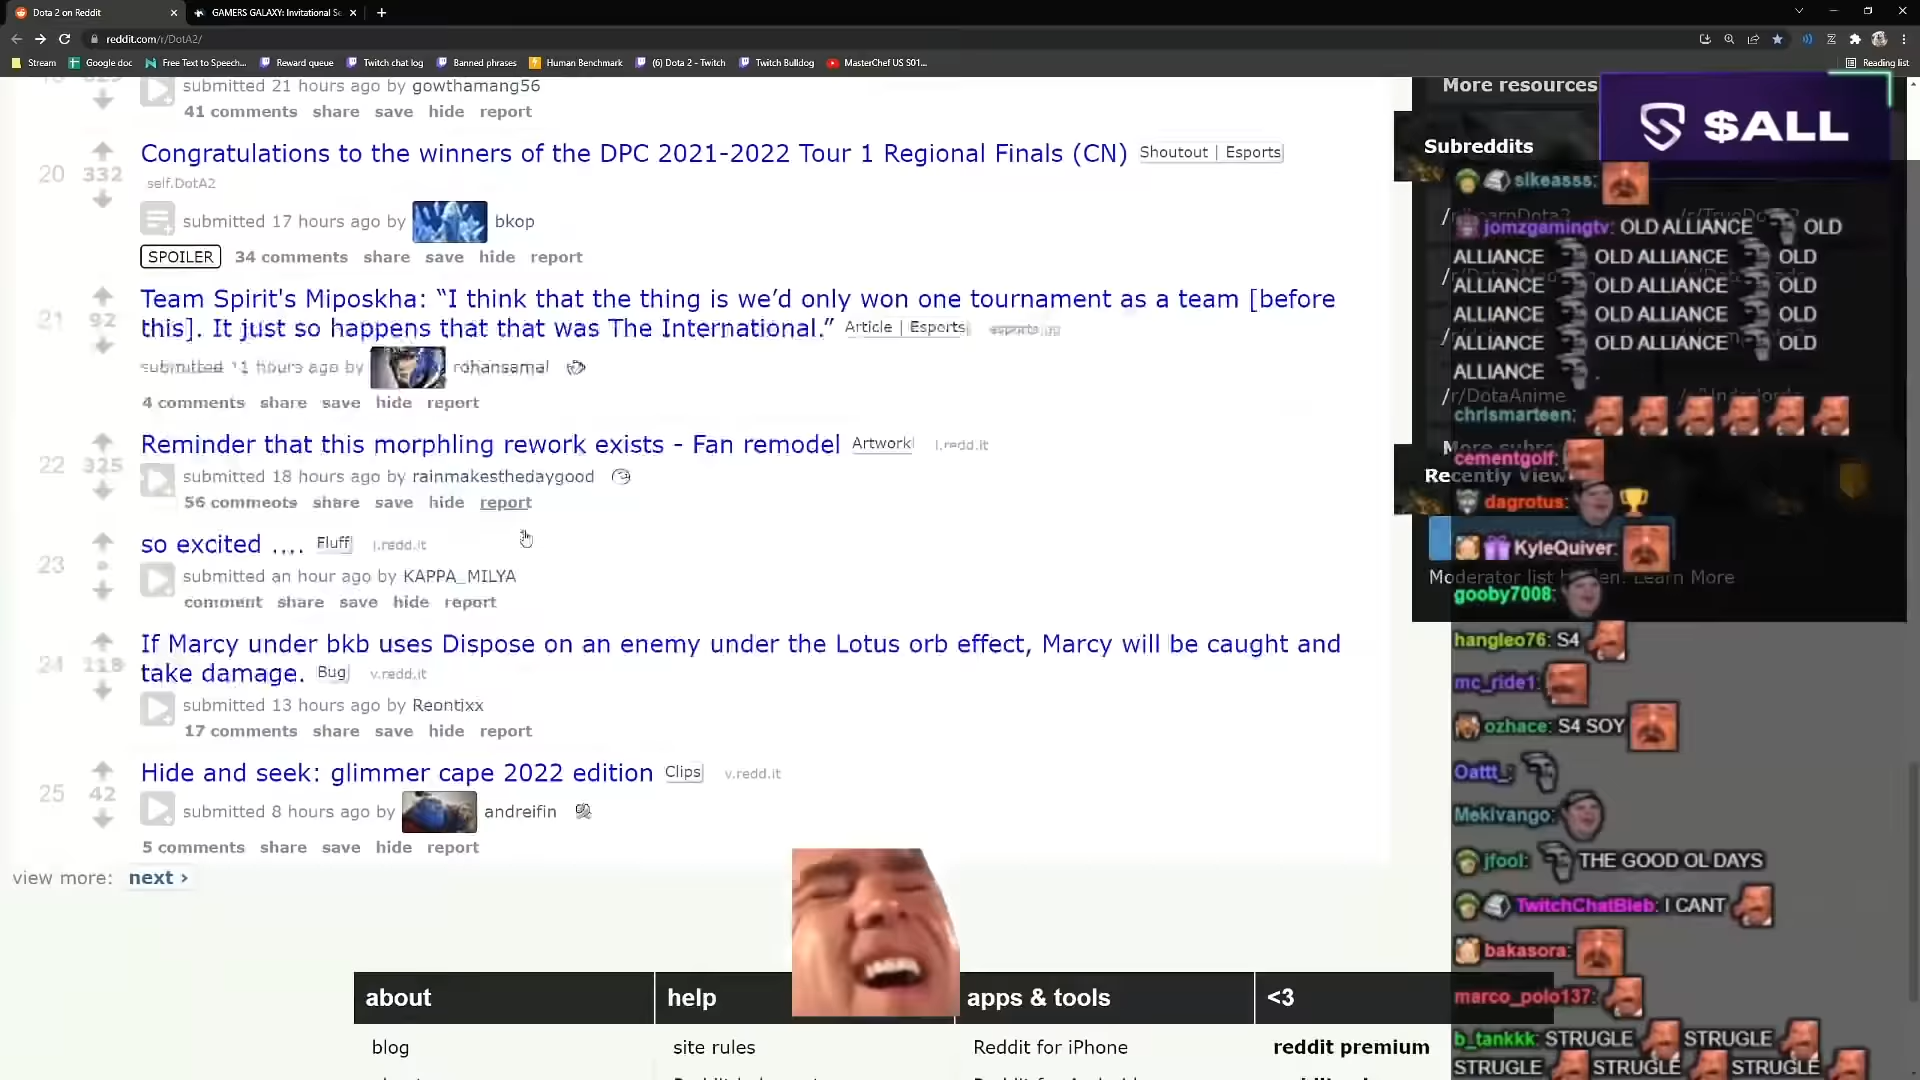 Dota 2 on Reddit
GAMERS GALAXY: Invitational Se
reddit.com/r/DotA2/
Stream
Google doc
Free Text to Speech...
Reward queue
Twitch chat log
Banned phrases
Human Benchmark
(6) Dota 2 - Twitch
Twitch Bulldog
MasterChef US S01...
Reading list
submitted 21 hours ago by gowthamang56
41 comments share save hide report
20
332
Congratulations to the winners of the DPC 2021-2022 Tour 1 Regional Finals (CN) Shoutout | Esports
self.DotA2
submitted 17 hours ago by bkop
SPOILER 34 comments share save hide report
21
92
Team Spirit's Miposkha: “I think that the thing is we’d only won one tournament as a team [before
this]. It just so happens that that was The International.” Article | Esports
submitted 11 hours ago by rohansamal
4 comments share save hide report
22
325
Reminder that this morphling rework exists - Fan remodel Artwork i.redd.it
submitted 18 hours ago by rainmakesthedaygood
56 comments share save hide report
23
so excited .... Fluff i.redd.it
submitted an hour ago by KAPPA_MILYA
comment share save hide report
24
118
If Marcy under bkb uses Dispose on an enemy under the Lotus orb effect, Marcy will be caught and
take damage. Bug v.redd.it
submitted 13 hours ago by Reontixx
17 comments share save hide report
25
42
Hide and seek: glimmer cape 2022 edition Clips v.redd.it
submitted 8 hours ago by andreifin
5 comments share save hide report
view more: next ›
about
help
apps & tools
<3
blog
site rules
Reddit for iPhone
reddit premium
More resources
$ALL
Subreddits
slkeasss:
jomzgamingtv: OLD ALLIANCE OLD
ALLIANCE OLD ALLIANCE OLD
ALLIANCE OLD ALLIANCE OLD
ALLIANCE OLD ALLIANCE OLD
ALLIANCE OLD ALLIANCE OLD
ALLIANCE .
/r/DotaAnime
chrismarteen:
cementgolf:
Recently View
dagrotus:
KyleQuiver:
Learn More
gooby7008:
hangleo76: S4
mc_ride1:
ozhace: S4 SOY
Oattt_:
Mekivango:
jfool: THE GOOD OL DAYS
TwitchChatBleb: I CANT
bakasora:
marco_polo137:
b_tankkk: STRUGLE STRUGLE
STRUGLE STRUGLE STRUGLE